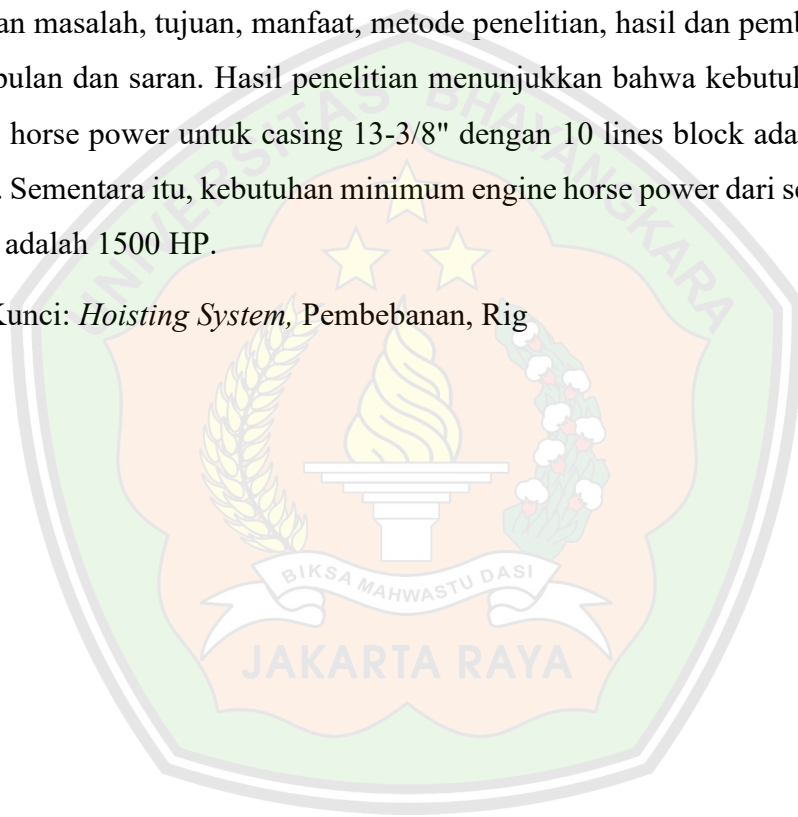 an masalah, tujuan, manfaat, metode penelitian, hasil dan pemb
pulan dan saran. Hasil penelitian menunjukkan bahwa kebutuh
horse power untuk casing 13-3/8" dengan 10 lines block ada
. Sementara itu, kebutuhan minimum engine horse power dari se
adalah 1500 HP.
Kunci: Hoisting System, Pembebanan, Rig
UNIVERSITAS BHAYANGKARA
BIKSA MAHWASTU DASI
JAKARTA RAYA